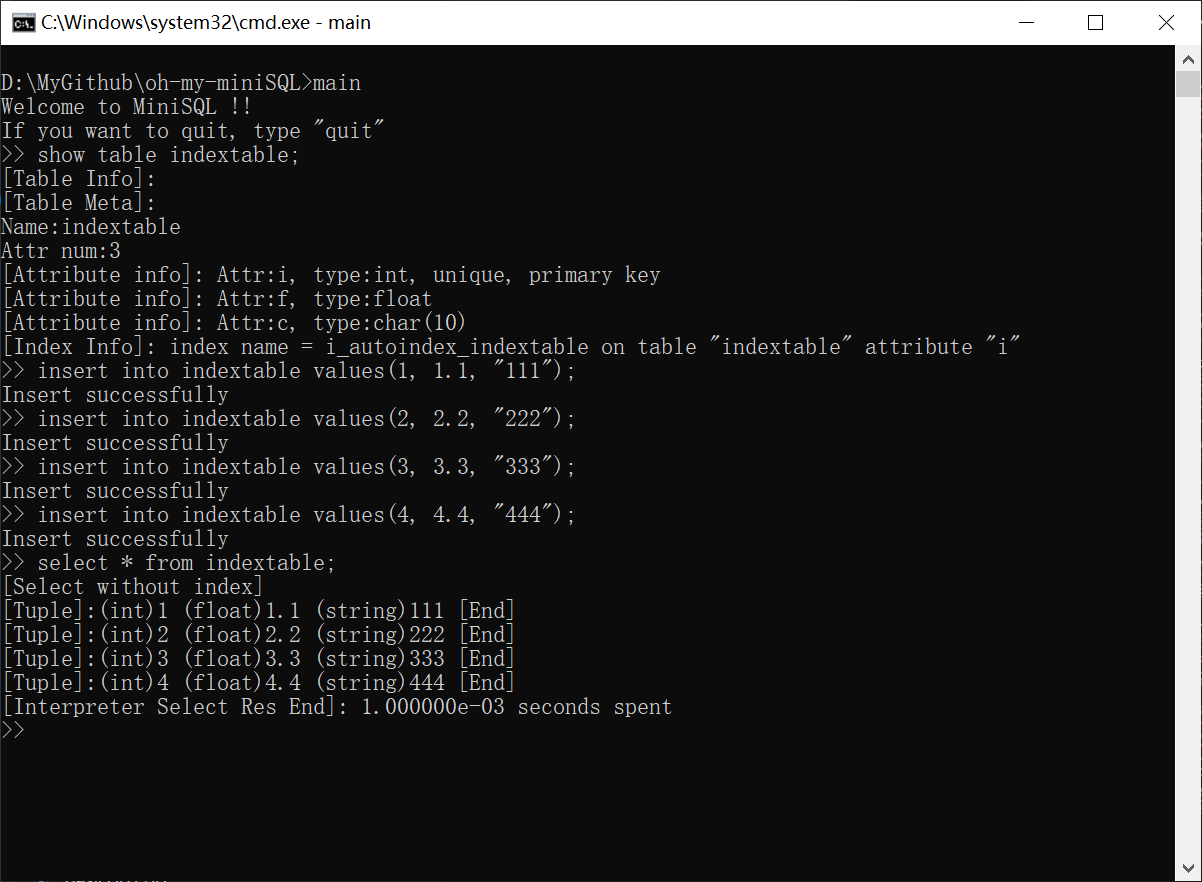 C:\Windows\system32\cmd.exe - main
D:\MyGithub\oh-my-miniSQL>main
Welcome to MiniSQL !!
If you want to quit, type "quit"
>> show table indextable;
[Table Info]:
[Table Meta]:
Name:indextable
Attr num:3
[Attribute info]: Attr:i, type:int, unique, primary key
[Attribute info]: Attr:f, type:float
[Attribute info]: Attr:c, type:char(10)
[Index Info]: index name = i_autoindex_indextable on table "indextable" attribute "i"
>> insert into indextable values(1, 1.1, "111");
Insert successfully
>> insert into indextable values(2, 2.2, "222");
Insert successfully
>> insert into indextable values(3, 3.3, "333");
Insert successfully
>> insert into indextable values(4, 4.4, "444");
Insert successfully
>> select * from indextable;
[Select without index]
[Tuple]:(int)1 (float)1.1 (string)111 [End]
[Tuple]:(int)2 (float)2.2 (string)222 [End]
[Tuple]:(int)3 (float)3.3 (string)333 [End]
[Tuple]:(int)4 (float)4.4 (string)444 [End]
[Interpreter Select Res End]: 1.000000e-03 seconds spent
>>